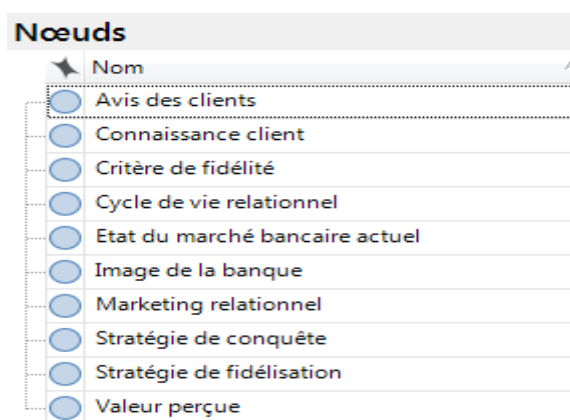 Nœuds
Nom
Avis des clients
Connaissance client
Critère de fidélité
Cycle de vie relationnel
Etat du marché bancaire actuel
Image de la banque
Marketing relationnel
Stratégie de conquête
Stratégie de fidélisation
Valeur perçue